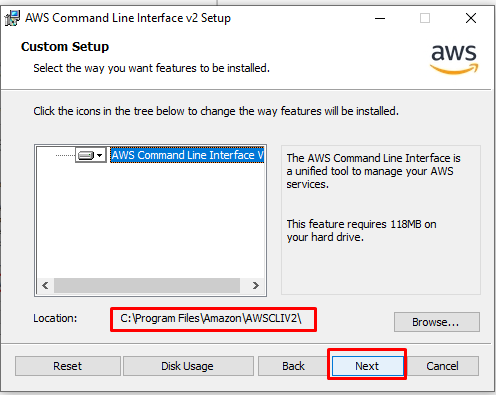 AWS Command Line Interface v2 Setup
Custom Setup
Select the way you want features to be installed.
aws
Click the icons in the tree below to change the way features will be installed.
AWS Command Line Interface V
The AWS Command Line Interface is
a unified tool to manage your AWS
services.
This feature requires 118MB on
your hard drive.
Location:
C:\Program Files\Amazon\AWSCLIV2\
Browse...
Reset
Disk Usage
Back
Next
Cancel